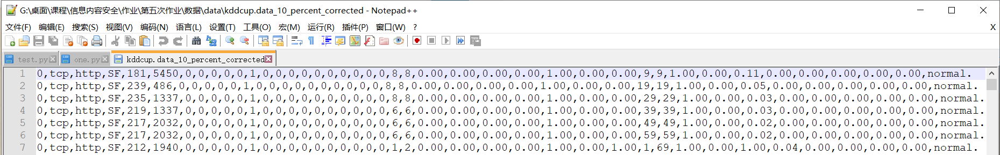 G:\桌面\课程\信息内容安全\作业\第五次作业\数据\data\kddcup.data_10_percent_corrected - Notepad++
文件(F) 编辑(E) 搜索(S) 视图(V) 编码(N) 语言(L) 设置(T) 工具(O) 宏(M) 运行(R) 插件(P) 窗口(W) ? X
test.py one.py kddcup.data_10_percent_corrected
1 0,tcp,http,SF,181,5450,0,0,0,0,0,1,0,0,0,0,0,0,0,0,0,0,8,8,0.00,0.00,0.00,0.00,1.00,0.00,0.00,9,9,1.00,0.00,0.11,0.00,0.00,0.00,0.00,0.00,normal.
2 0,tcp,http,SF,239,486,0,0,0,0,0,1,0,0,0,0,0,0,0,0,0,0,8,8,0.00,0.00,0.00,0.00,1.00,0.00,0.00,19,19,1.00,0.00,0.05,0.00,0.00,0.00,0.00,0.00,normal.
3 0,tcp,http,SF,235,1337,0,0,0,0,0,1,0,0,0,0,0,0,0,0,0,0,8,8,0.00,0.00,0.00,0.00,1.00,0.00,0.00,29,29,1.00,0.00,0.03,0.00,0.00,0.00,0.00,0.00,normal.
4 0,tcp,http,SF,219,1337,0,0,0,0,0,1,0,0,0,0,0,0,0,0,0,0,6,6,0.00,0.00,0.00,0.00,1.00,0.00,0.00,39,39,1.00,0.00,0.03,0.00,0.00,0.00,0.00,0.00,normal.
5 0,tcp,http,SF,217,2032,0,0,0,0,0,1,0,0,0,0,0,0,0,0,0,0,6,6,0.00,0.00,0.00,0.00,1.00,0.00,0.00,49,49,1.00,0.00,0.02,0.00,0.00,0.00,0.00,0.00,normal.
6 0,tcp,http,SF,217,2032,0,0,0,0,0,1,0,0,0,0,0,0,0,0,0,0,6,6,0.00,0.00,0.00,0.00,1.00,0.00,0.00,59,59,1.00,0.00,0.02,0.00,0.00,0.00,0.00,0.00,normal.
7 0,tcp,http,SF,212,1940,0,0,0,0,0,1,0,0,0,0,0,0,0,0,0,0,1,2,0.00,0.00,0.00,0.00,1.00,0.00,1.00,1,69,1.00,0.00,1.00,0.04,0.00,0.00,0.00,0.00,normal.